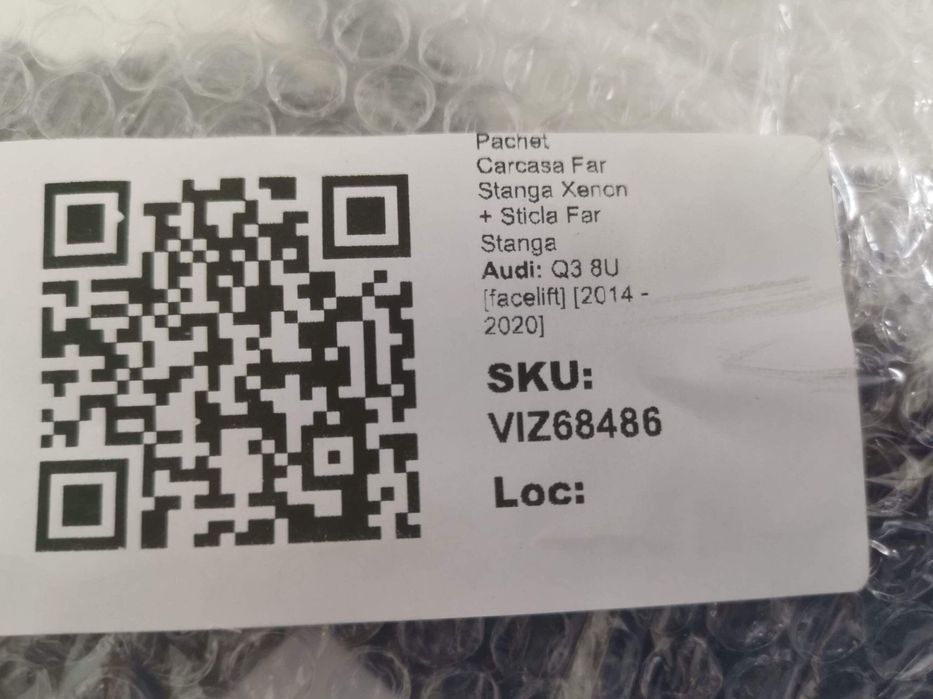 Pachet
Carcasa Far
Stanga Xenon
+ Sticla Far
Stanga
Audi: Q3 8U
[facelift] [2014 -
2020]
SKU:
VIZ68486
Loc: